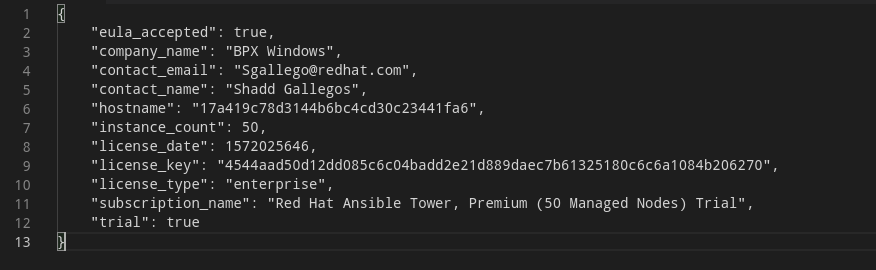 1 {
2 "eula_accepted": true,
3 "company_name": "BPX Windows",
4 "contact_email": "Sgallego@redhat.com",
5 "contact_name": "Shadd Gallegos",
6 "hostname": "17a419c78d3144b6bc4cd30c23441fa6",
7 "instance_count": 50,
8 "license_date": 1572025646,
9 "license_key": "4544aad50d12dd085c6c04badd2e21d889daec7b61325180c6c6a1084b206270",
10 "license_type": "enterprise",
11 "subscription_name": "Red Hat Ansible Tower, Premium (50 Managed Nodes) Trial",
12 "trial": true
13 }